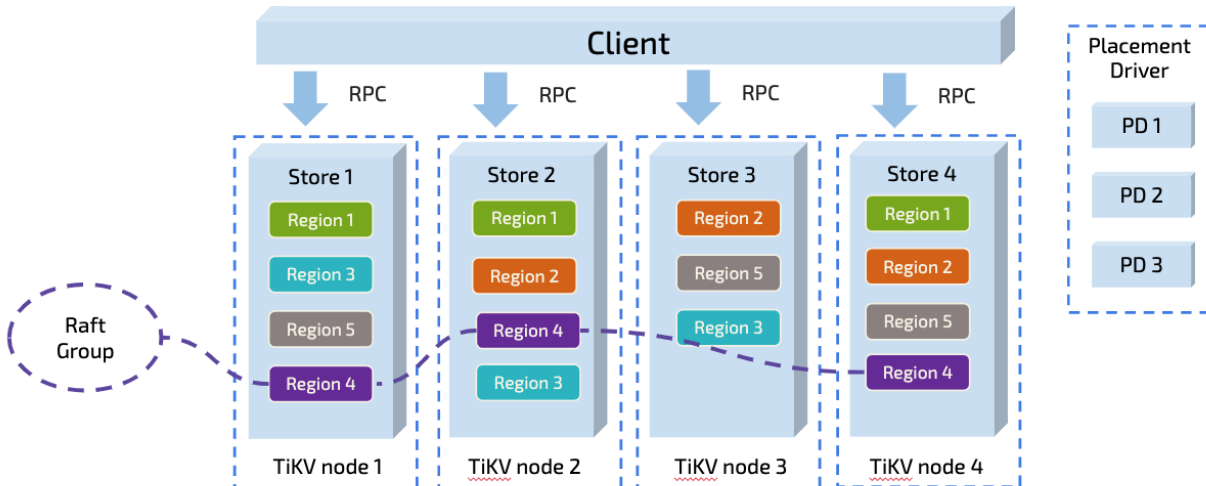 Client
RPC
RPC
RPC
RPC
Placement
Driver
PD 1
PD 2
PD 3
Store 1
Region 1
Region 3
Region 5
Region 4
TiKV node 1
Store 2
Region 1
Region 2
Region 4
Region 3
TiKV node 2
Store 3
Region 2
Region 5
Region 3
TiKV node 3
Store 4
Region 1
Region 2
Region 5
Region 4
TiKV node 4
Raft
Group